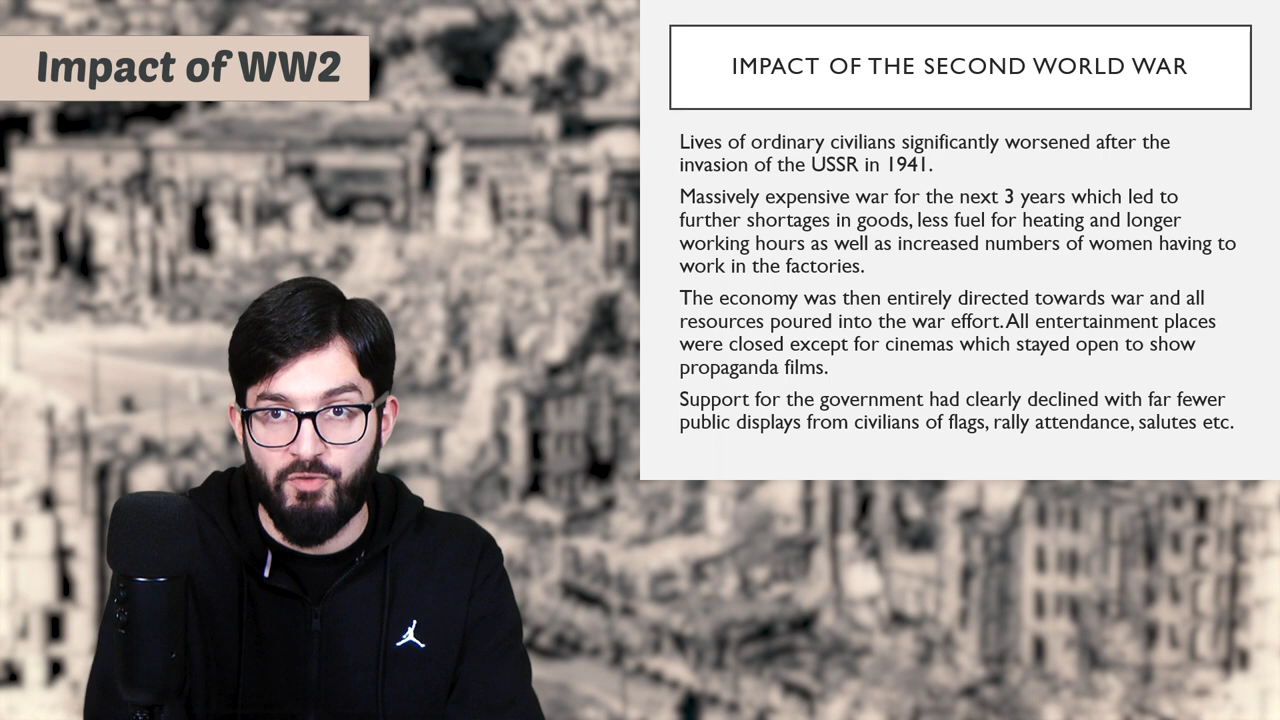 Impact of WW2
IMPACT OF THE SECOND WORLD WAR
Lives of ordinary civilians significantly worsened after the
invasion of the USSR in 1941.
Massively expensive war for the next 3 years which led to
further shortages in goods, less fuel for heating and longer
working hours as well as increased numbers of women having to
work in the factories.
The economy was then entirely directed towards war and all
resources poured into the war effort. All entertainment places
were closed except for cinemas which stayed open to show
propaganda films.
Support for the government had clearly declined with far fewer
public displays from civilians of flags, rally attendance, salutes etc.